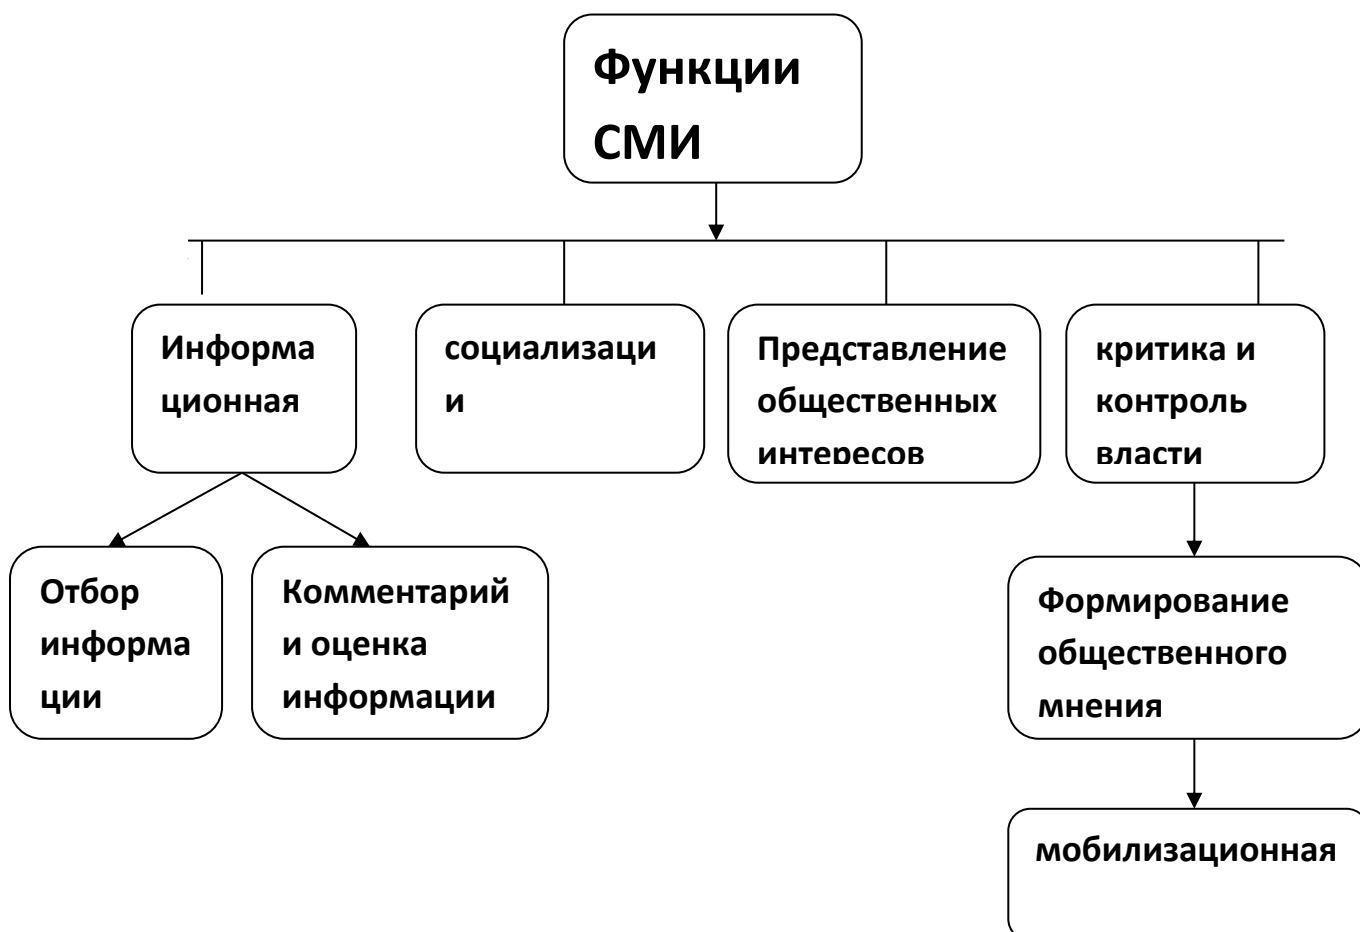 Функции
СМИ
Информа
ционная
социализаци
и
Представление
общественных
интересов
критика и
контроль
власти
Отбор
информа
ции
Комментарий
и оценка
информации
Формирование
общественного
мнения
мобилизационная